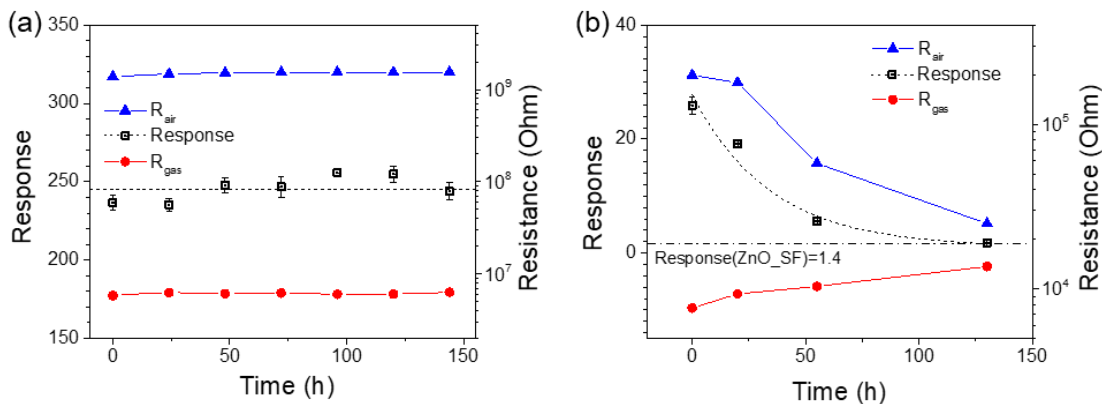 (a)
350
300
250
200
150
Response
R_air
Response
R_gas
10^9
10^8
10^7
Resistance (Ohm)
0
50
100
150
Time (h)
(b)
40
20
0
Response
R_air
Response
R_gas
Response(ZnO_SF)=1.4
10^5
10^4
Resistance (Ohm)
0
50
100
150
Time (h)